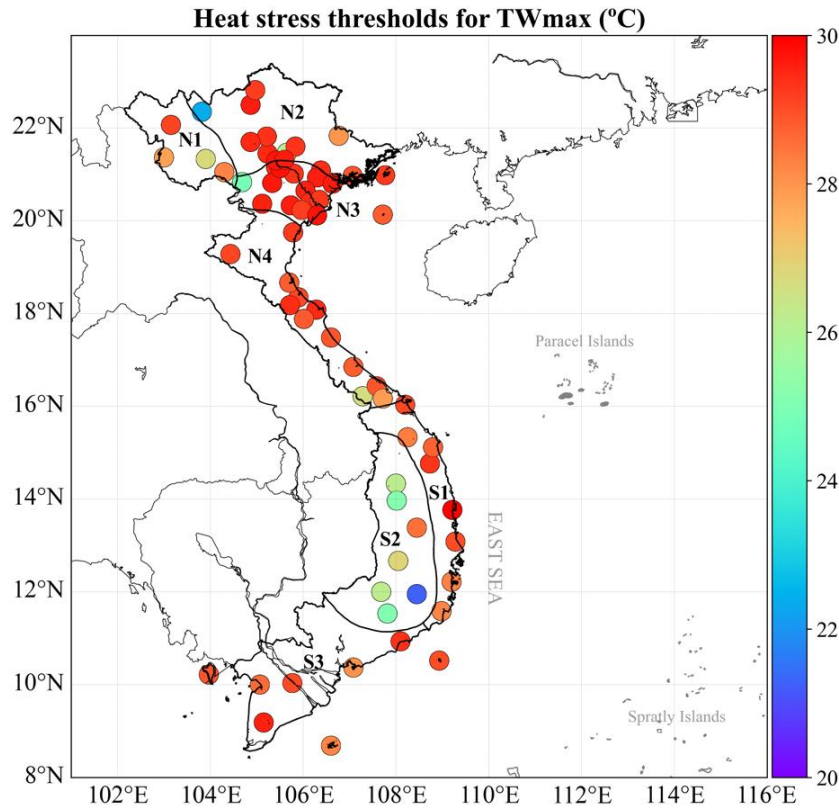 Heat stress thresholds for TWmax (ºC)
30
22°N
N1
N2
20°N
N3
N4
28
18°N
Paracel Islands
26
16°N
14°N
S1
24
S2
EAST SEA
12°N
22
S3
10°N
Spratly Islands
8°N
20
102°E
104°E
106°E
108°E
110°E
112°E
114°E
116°E